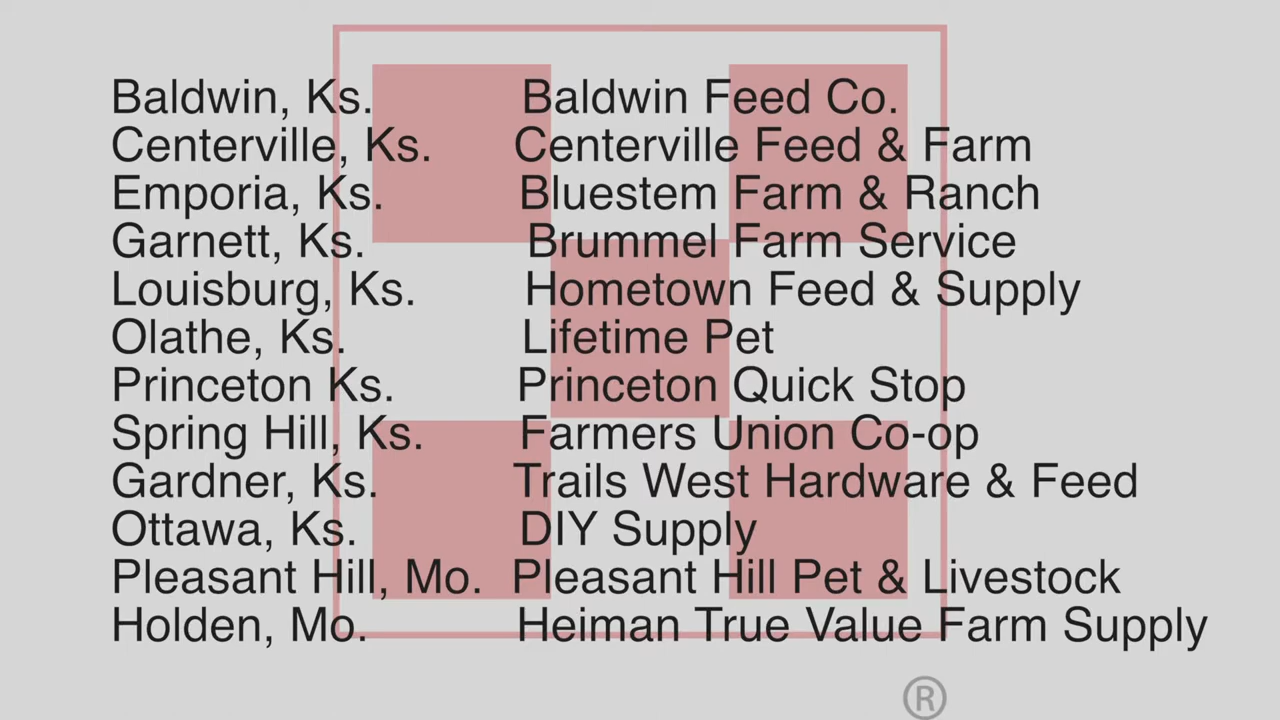 Baldwin, Ks. Baldwin Feed Co.
Centerville, Ks. Centerville Feed & Farm
Emporia, Ks. Bluestem Farm & Ranch
Garnett, Ks. Brummel Farm Service
Louisburg, Ks. Hometown Feed & Supply
Olathe, Ks. Lifetime Pet
Princeton Ks. Princeton Quick Stop
Spring Hill, Ks. Farmers Union Co-op
Gardner, Ks. Trails West Hardware & Feed
Ottawa, Ks. DIY Supply
Pleasant Hill, Mo. Pleasant Hill Pet & Livestock
Holden, Mo. Heiman True Value Farm Supply
®